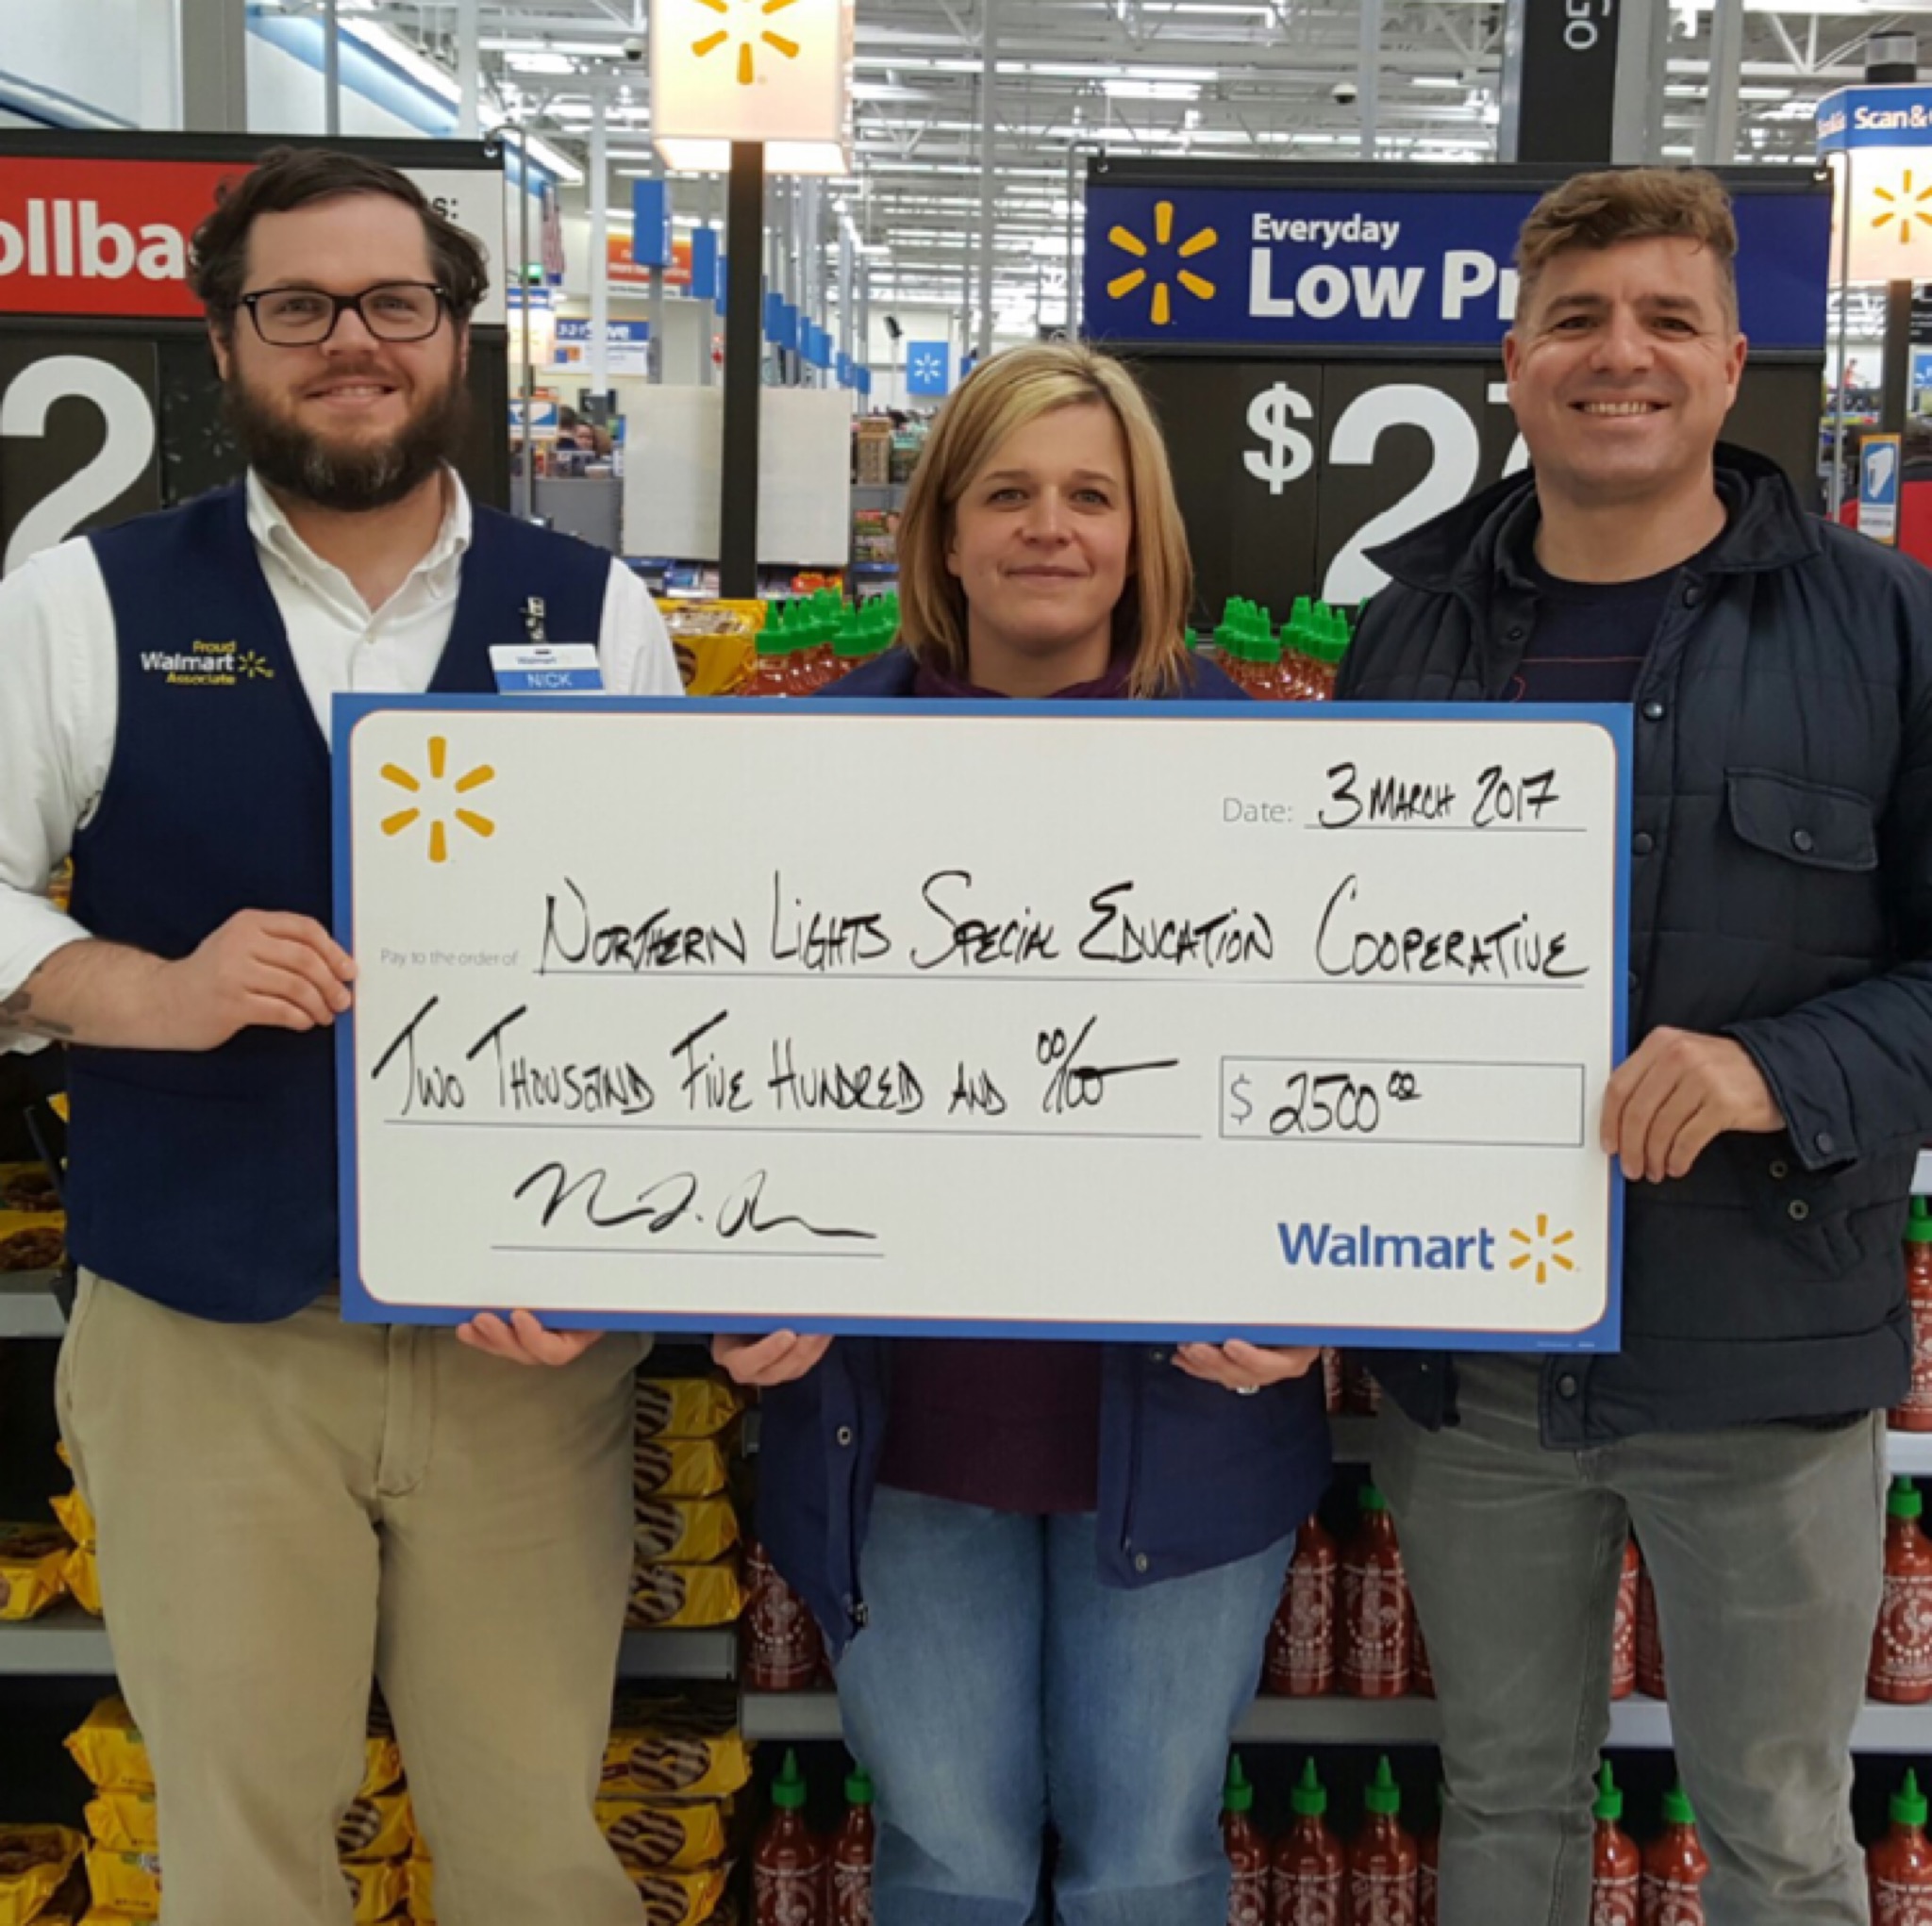 GO
Scan &
ollba
s:
Everyday
Low Pr
2
$2
Proud
Walmart
Associate
Walmart
NICK
Date: 3 MARCH 2017
Pay to the order of: NORTHERN LIGHTS SPECIAL EDUCATION COOPERATIVE
TWO THOUSAND FIVE HUNDRED AND 00/100
$ 2500 00
Walmart